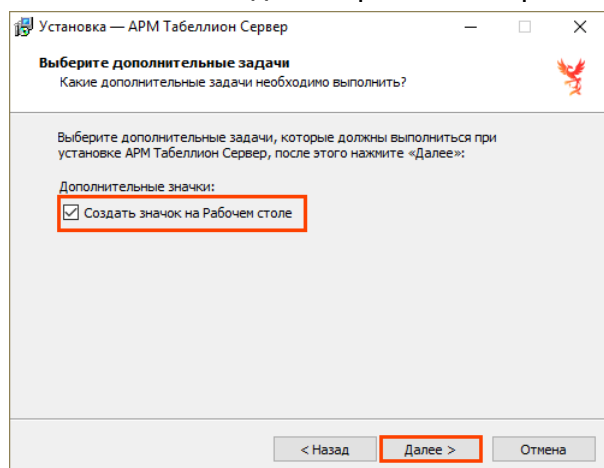 Установка — АРМ Табеллион Сервер
Выберите дополнительные задачи
Какие дополнительные задачи необходимо выполнить?
Выберите дополнительные задачи, которые должны выполниться при
установке АРМ Табеллион Сервер, после этого нажмите «Далее»:
Дополнительные значки:
Создать значок на Рабочем столе
< Назад
Далее >
Отмена